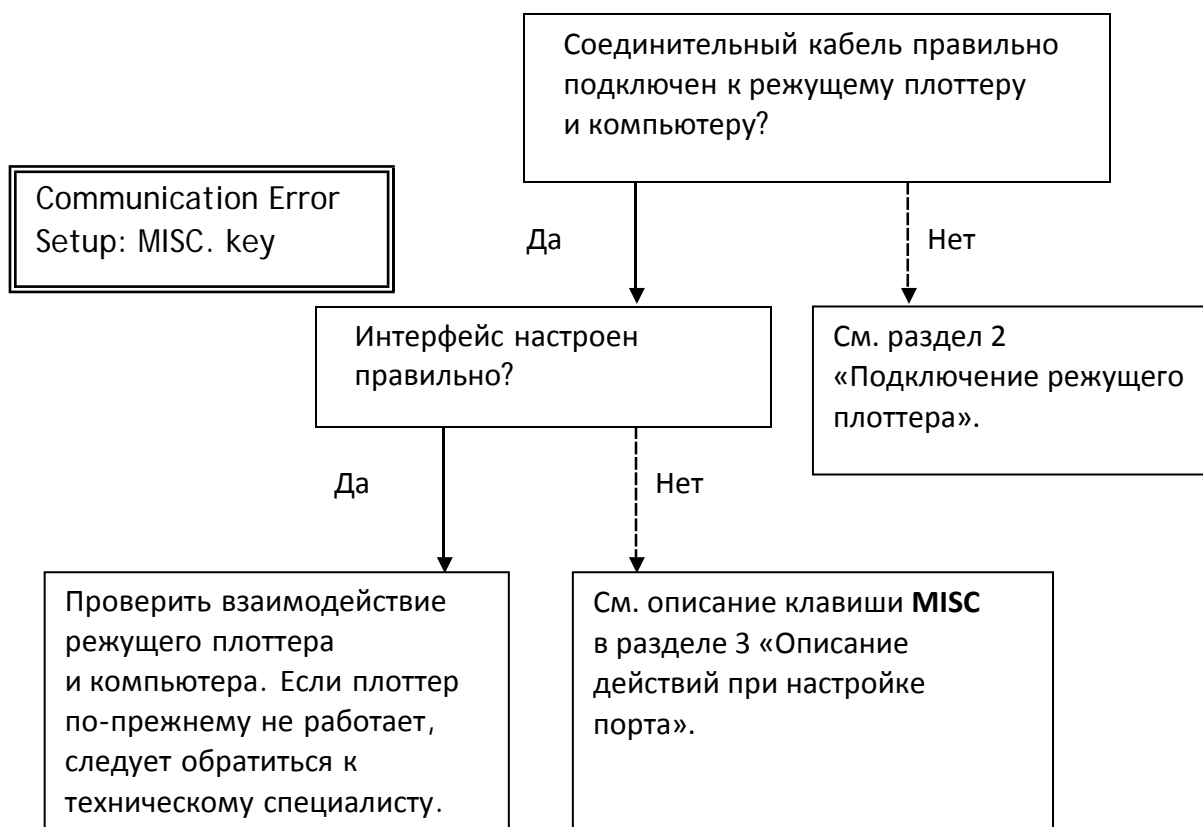 Соединительный кабель правильно
подключен к режущему плоттеру
и компьютеру?
Communication Error
Setup: MISC. key
Да
Нет
Интерфейс настроен
правильно?
См. раздел 2
«Подключение режущего
плоттера».
Да
Нет
Проверить взаимодействие
режущего плоттера
и компьютера. Если плоттер
по-прежнему не работает,
следует обратиться к
техническому специалисту.
См. описание клавиши MISC
в разделе 3 «Описание
действий при настройке
порта».